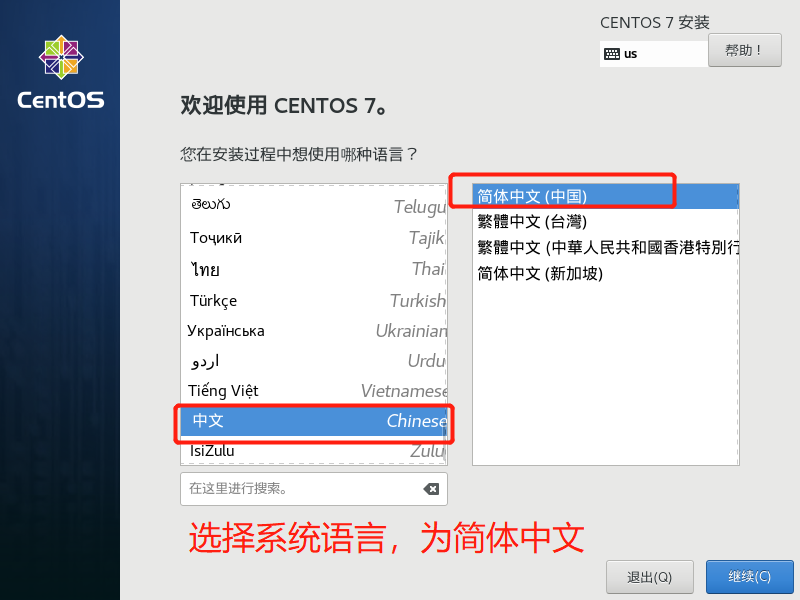 CentOS
CENTOS 7 安装
us
帮助！
欢迎使用 CENTOS 7。
您在安装过程中想使用哪种语言？
తెలుగు Telugu
Тоҷикӣ Tajik
ไทย Thai
Türkçe Turkish
Українська Ukrainian
اردو Urdu
Tiếng Việt Vietnamese
中文 Chinese
IsiZulu Zulu
简体中文 (中国)
繁體中文 (台灣)
繁體中文 (中華人民共和國香港特別行
简体中文 (新加坡)
在这里进行搜索。
选择系统语言，为简体中文
退出(Q)
继续(C)